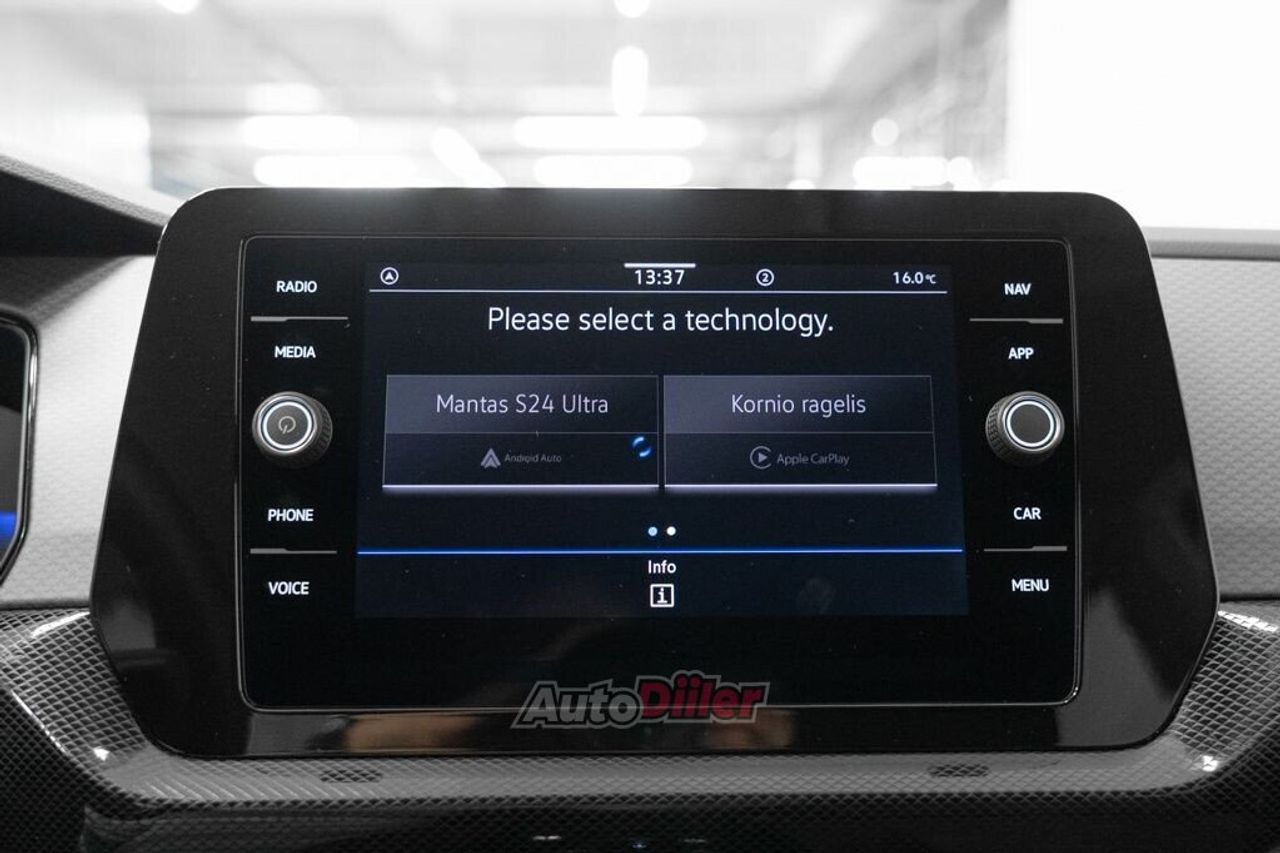 RADIO
MEDIA
PHONE
VOICE
13:37
2
16.0°C
Please select a technology.
Mantas S24 Ultra
Android Auto
Kornio ragelis
Apple CarPlay
Info
i
NAV
APP
CAR
MENU
AutoDiiler